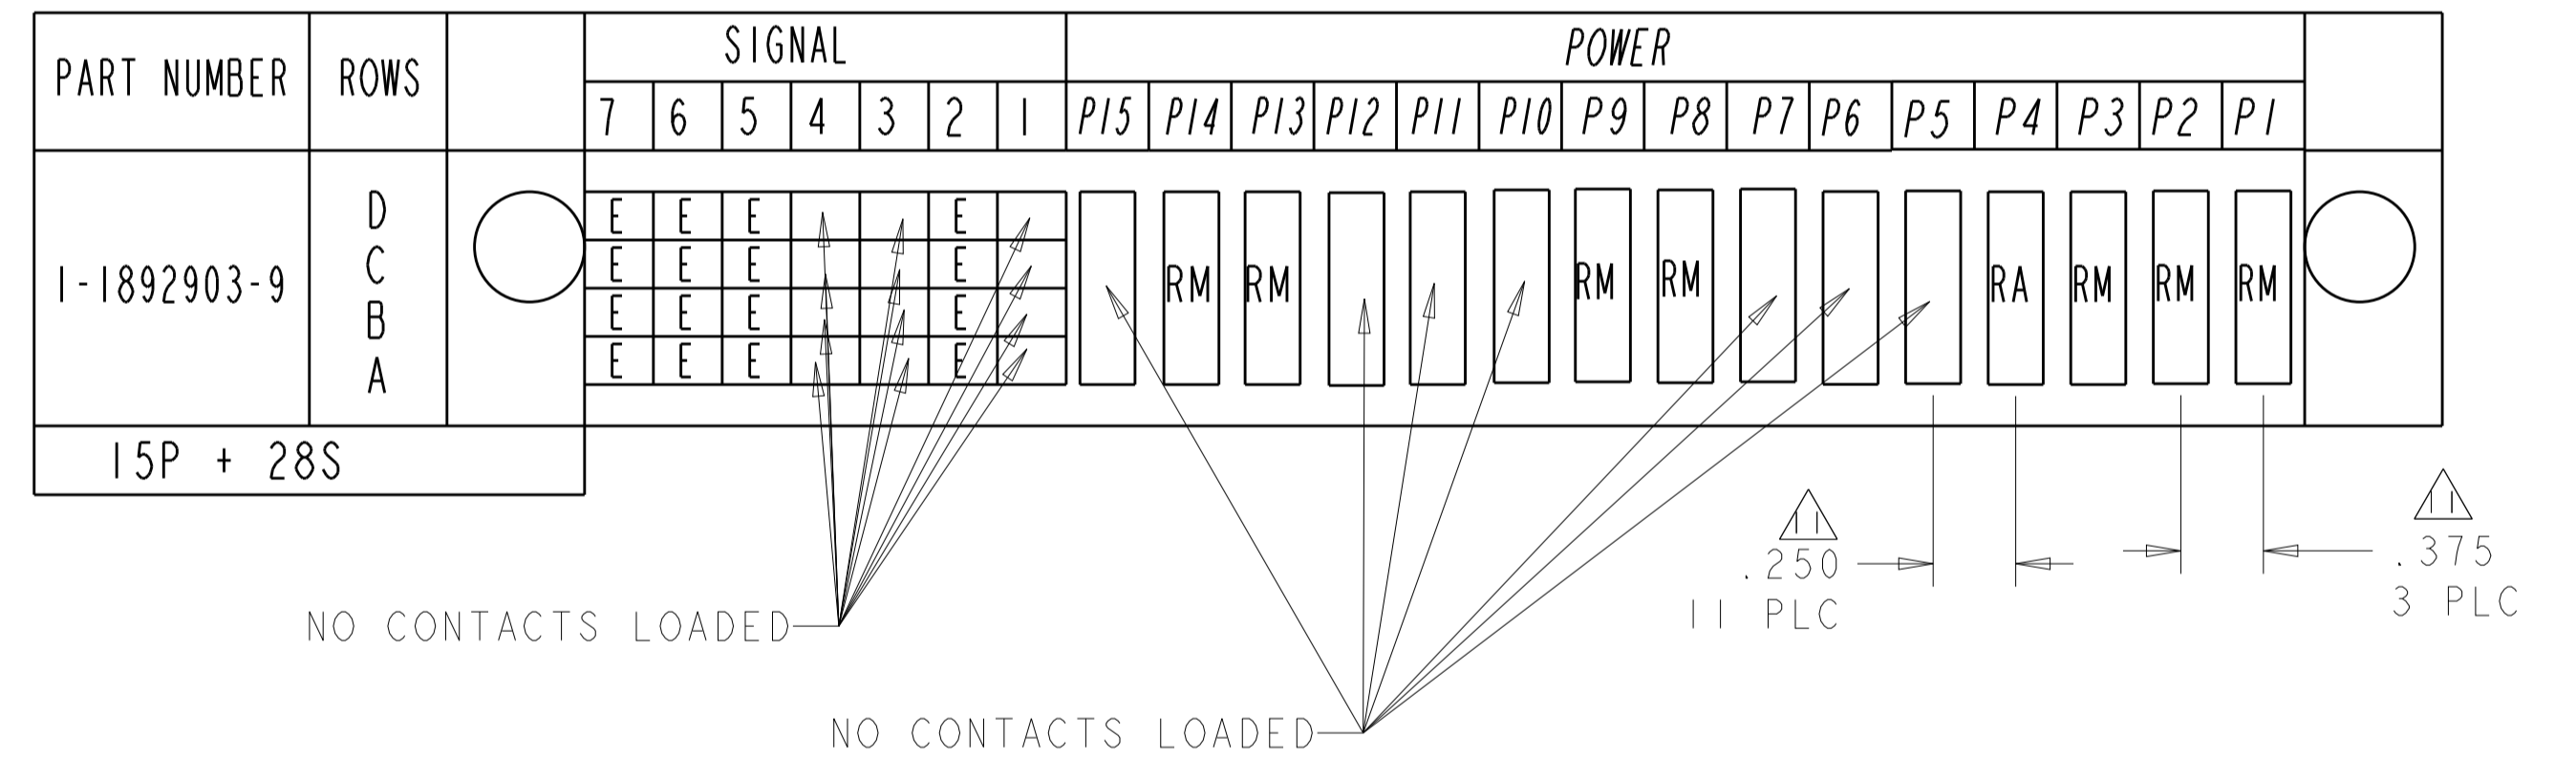 PART NUMBER ROWS SIGNAL POWER
7 6 5 4 3 2 1 P15 P14 P13 P12 P11 P10 P9 P8 P7 P6 P5 P4 P3 P2 P1
D E E E E
C E E E E
1-1892903-9 RM RM RM RM RA RM RM RM
B E E E E
A E E E E
15P + 28S
11 11
.250 .375
11 PLC 3 PLC
NO CONTACTS LOADED
NO CONTACTS LOADED